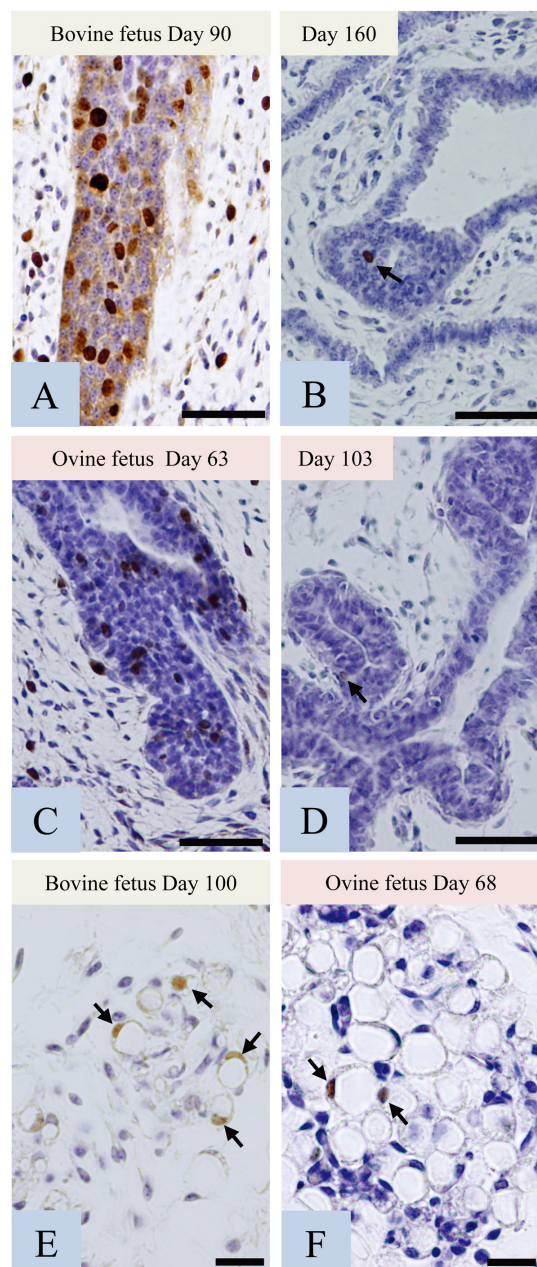 Bovine fetus Day 90
Day 160
A
B
Ovine fetus Day 63
Day 103
C
D
Bovine fetus Day 100
Ovine fetus Day 68
E
F